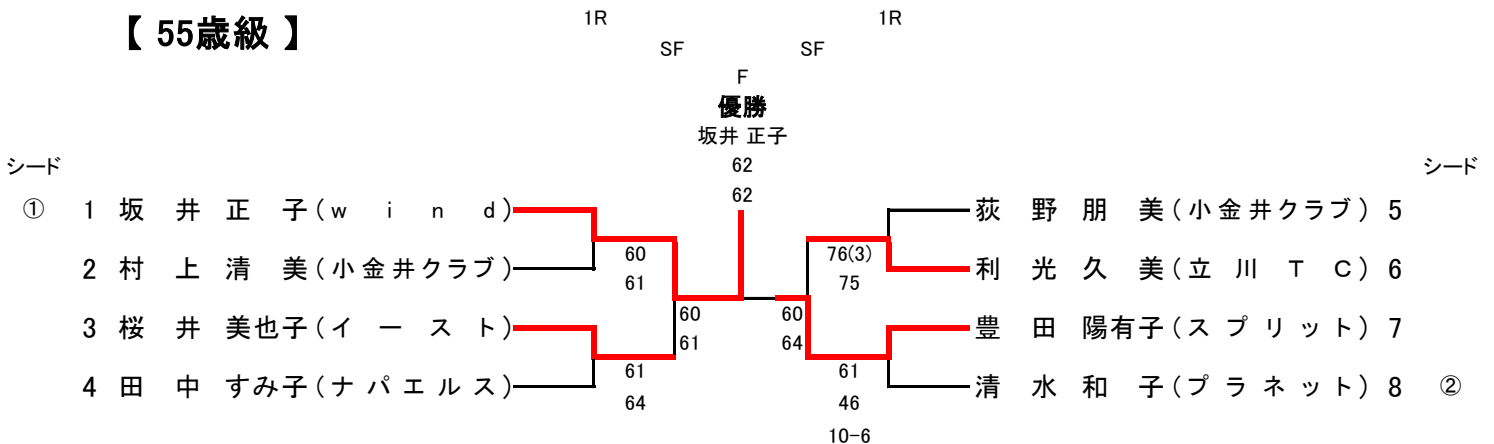 1R 1R
【 55歳級 】
SF SF
F
優勝
坂井 正子
シード 62 シード
① 1 坂井正子(wind) 62 荻野朋美(小金井クラブ) 5
60 76(3)
2 村上清美(小金井クラブ) 61 75 利光久美(立川TC) 6
60 60
3 桜井美也子(イースト) 61 64 豊田陽有子(スプリット) 7
61 61
4 田中すみ子(ナパエルス) 64 46 清水和子(プラネット) 8 ②
10-6